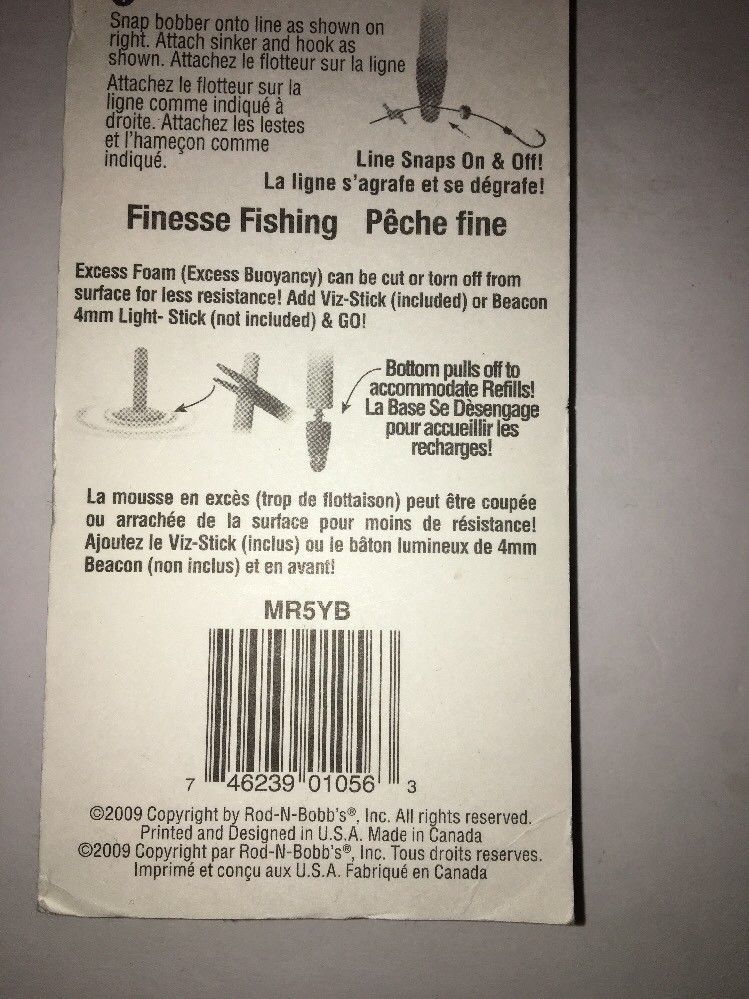 Snap bobber onto line as shown on
right. Attach sinker and hook as
shown. Attachez le flotteur sur la ligne
Attachez le flotteur sur la
ligne comme indiqué à
droite. Attachez les lestes
et l'hameçon comme
indiqué.
Line Snaps On & Off!
La ligne s'agrafe et se dégrafe!
Finesse Fishing Pêche fine
Excess Foam (Excess Buoyancy) can be cut or torn off from
surface for less resistance! Add Viz-Stick (included) or Beacon
4mm Light- Stick (not included) & GO!
Bottom pulls off to
accommodate Refills!
La Base Se Dèsengage
pour accueillir les
recharges!
La mousse en excès (trop de flottaison) peut être coupée
ou arrachée de la surface pour moins de résistance!
Ajoutez le Viz-Stick (inclus) ou le bâton lumineux de 4mm
Beacon (non inclus) et en avant!
MR5YB
7 46239 01056 3
©2009 Copyright by Rod-N-Bobb's®, Inc. All rights reserved.
Printed and Designed in U.S.A. Made in Canada
©2009 Copyright par Rod-N-Bobb's®, Inc. Tous droits reserves.
Imprimé et conçu aux U.S.A. Fabriqué en Canada